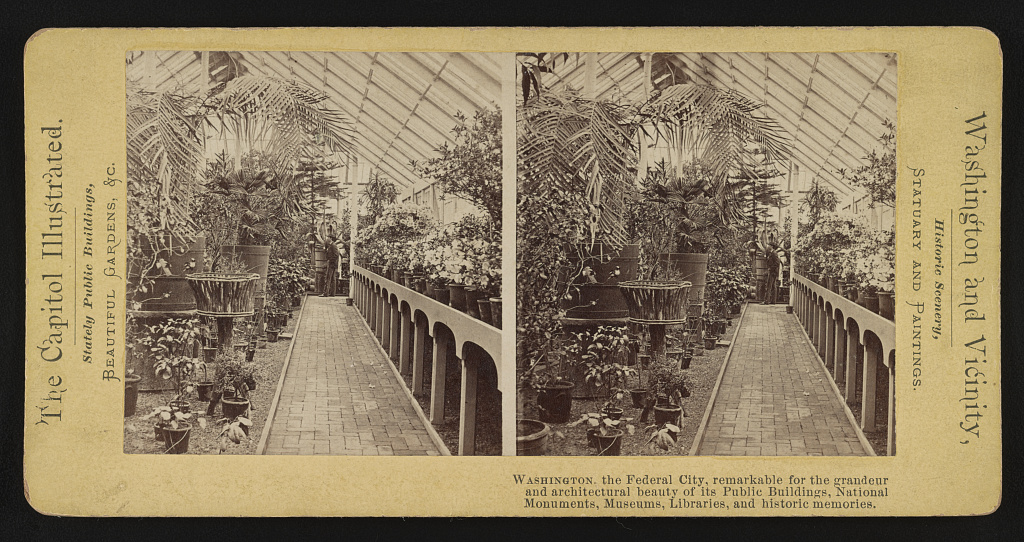 The Capitol Illustrated.
Stately Public Buildings,
BEAUTIFUL GARDENS, &c.
Washington and Vicinity,
Historic Scenery,
STATUARY AND PAINTINGS.
WASHINGTON. the Federal City, remarkable for the grandeur
and architectural beauty of its Public Buildings, National
Monuments, Museums, Libraries, and historic memories.